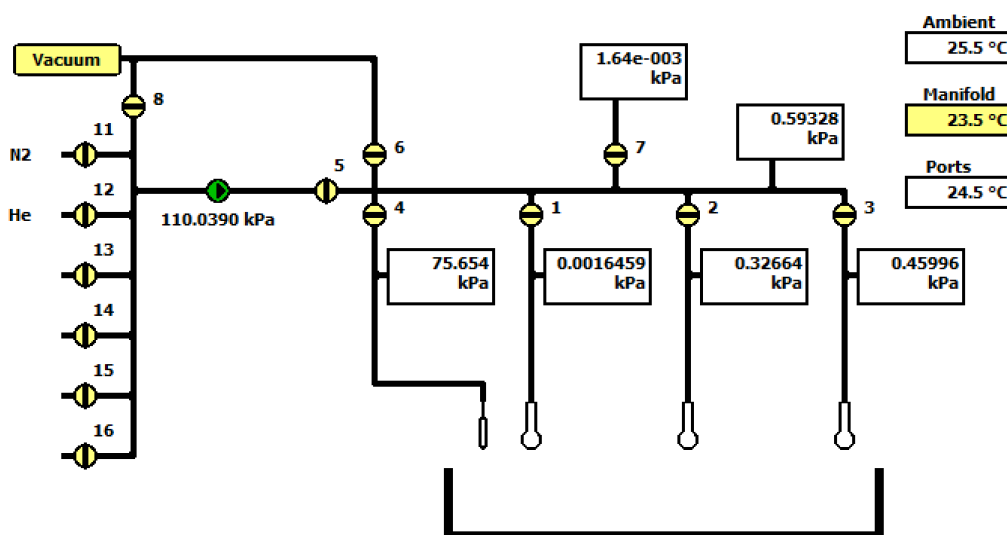 Ambient
25.5 °C
Vacuum
1.64e-003
kPa
8
Manifold
23.5 °C
0.59328
kPa
11
N2
6
7
5
Ports
24.5 °C
12
He
110.0390 kPa
4
1
2
3
13
75.654
kPa
0.0016459
kPa
0.32664
kPa
0.45996
kPa
14
15
16